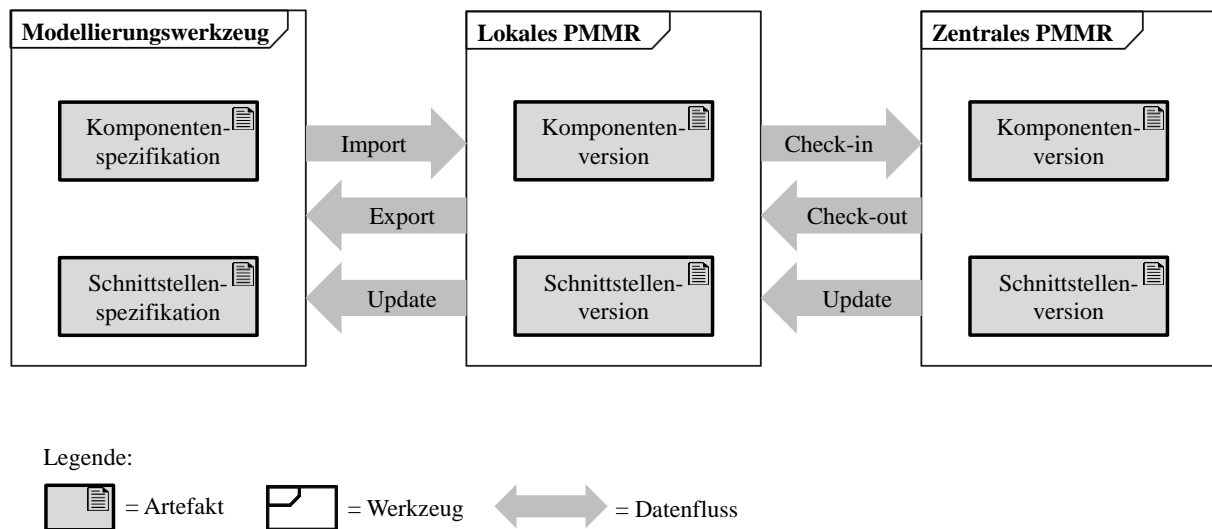 Modellierungswerkzeug
Lokales PMMR
Zentrales PMMR
Komponenten-
spezifikation
Import
Komponenten-
version
Check-in
Komponenten-
version
Export
Check-out
Schnittstellen-
spezifikation
Update
Schnittstellen-
version
Update
Schnittstellen-
version
Legende:
= Artefakt
= Werkzeug
= Datenfluss